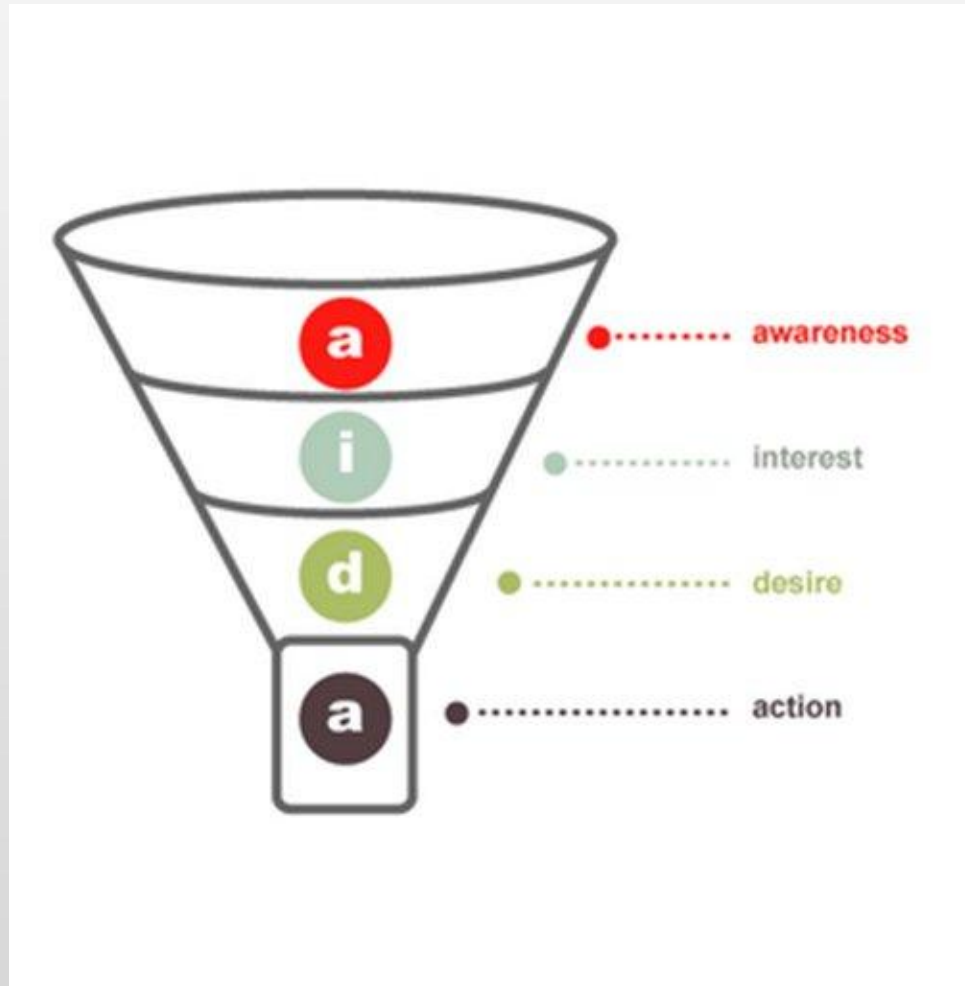 a
awareness
i
interest
d
desire
a
action